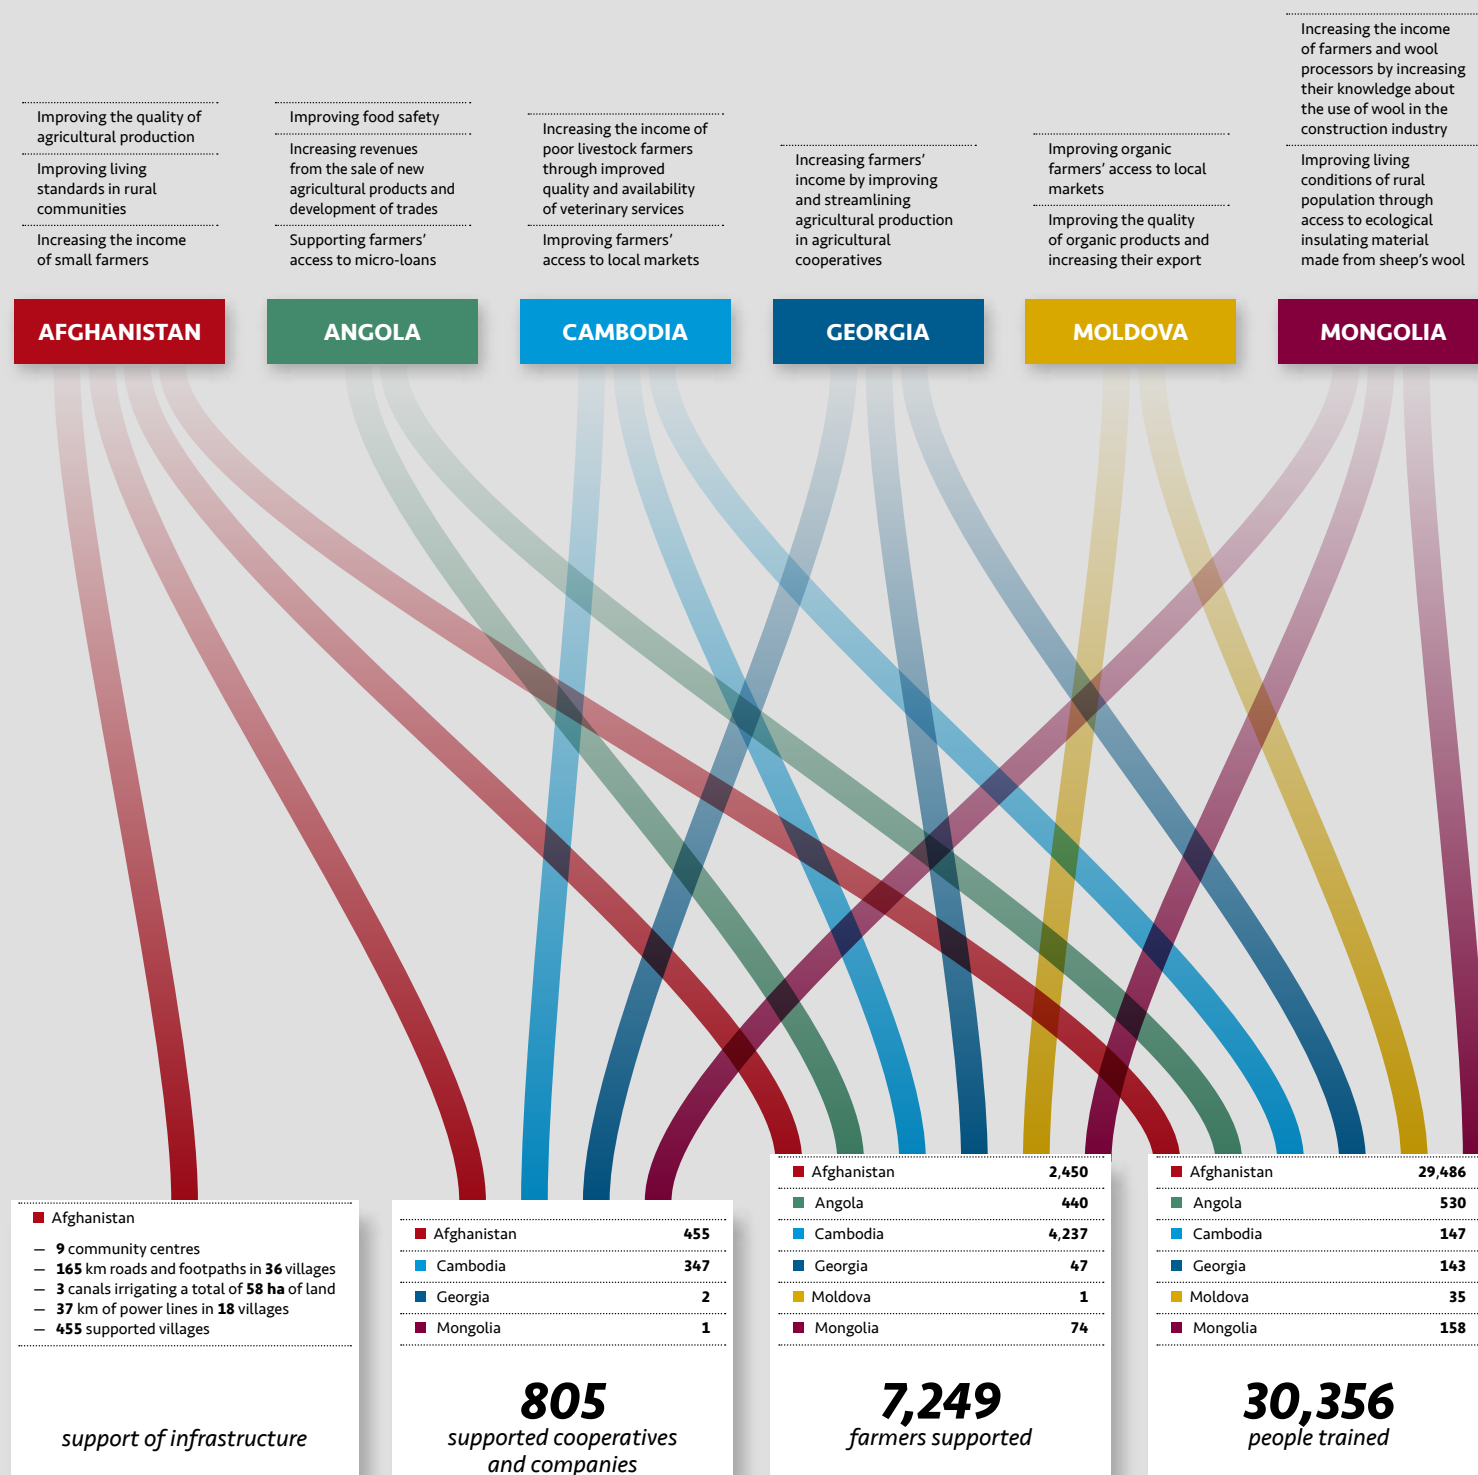 Improving the quality of
agricultural production
Improving living
standards in rural
communities
Increasing the income
of small farmers
AFGHANISTAN
Improving food safety
Increasing revenues
from the sale of new
agricultural products and
development of trades
Supporting farmers'
access to micro-loans
ANGOLA
Increasing the income of
poor livestock farmers
through improved
quality and availability
of veterinary services
Improving farmers'
access to local markets
CAMBODIA
Increasing farmers'
income by improving
and streamlining
agricultural production
in agricultural
cooperatives
GEORGIA
Improving organic
farmers' access to local
markets
Improving the quality
of organic products and
increasing their export
MOLDOVA
Increasing the income
of farmers and wool
processors by increasing
their knowledge about
the use of wool in the
construction industry
Improving living
conditions of rural
population through
access to ecological
insulating material
made from sheep's wool
MONGOLIA
Afghanistan
— 9 community centres
— 165 km roads and footpaths in 36 villages
— 3 canals irrigating a total of 58 ha of land
— 37 km of power lines in 18 villages
— 455 supported villages
support of infrastructure
Afghanistan 455
Cambodia 347
Georgia 2
Mongolia 1
805
supported cooperatives
and companies
Afghanistan 2,450
Angola 440
Cambodia 4,237
Georgia 47
Moldova 1
Mongolia 74
7,249
farmers supported
Afghanistan 29,486
Angola 530
Cambodia 147
Georgia 143
Moldova 35
Mongolia 158
30,356
people trained